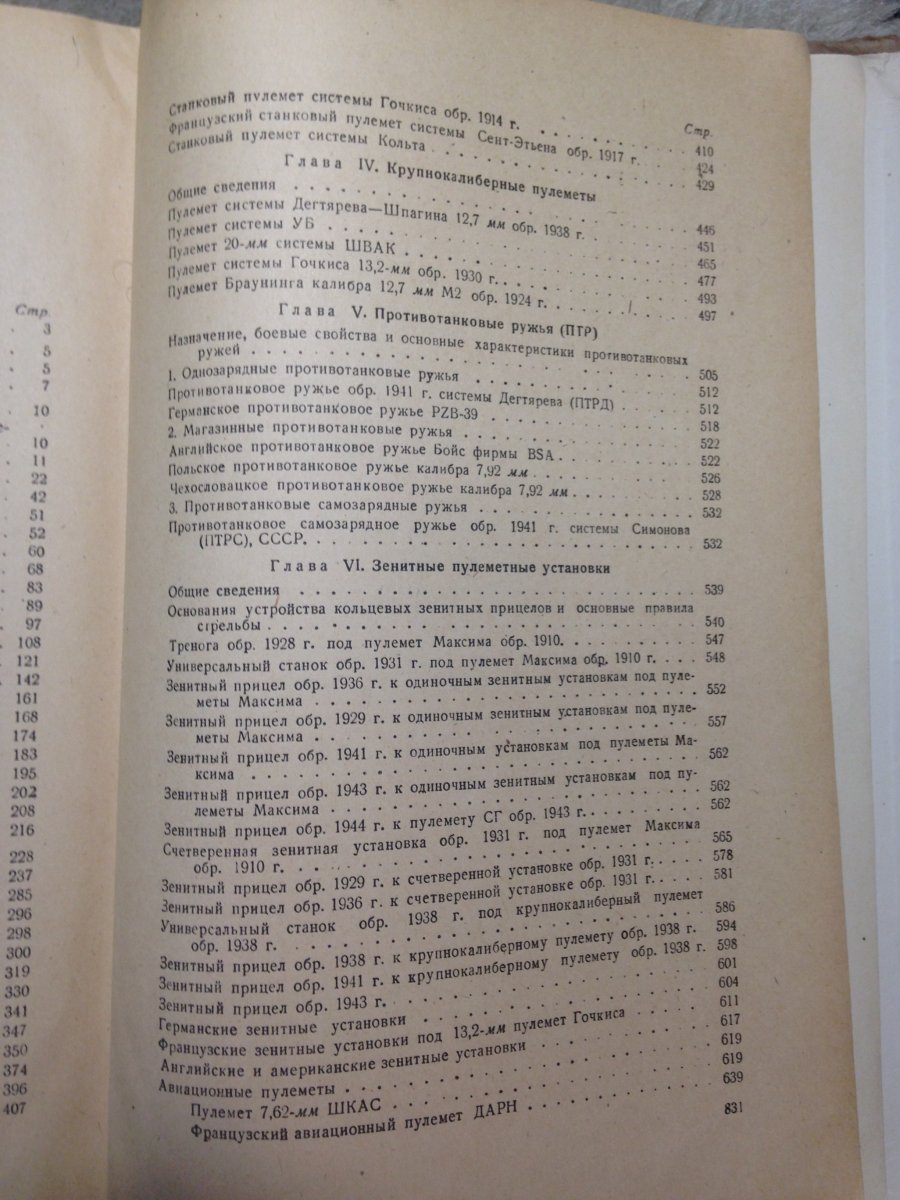 Стр.
3
5
5
7
10
10
11
22
42
51
52
60
68
83
89
97
108
121
142
161
168
174
183
195
202
208
216
228
237
285
296
298
300
319
330
341
347
350
374
396
407
Стр.
Станковый пулемет системы Гочкиса обр. 1914 г. 410
Французский станковый пулемет системы Сент-Этьена обр. 1917 г. 424
Станковый пулемет системы Кольта 429
Глава IV. Крупнокалиберные пулеметы
Общие сведения 446
Пулемет системы Дегтярева—Шпагина 12,7 мм обр. 1938 г. 451
Пулемет системы УБ 465
Пулемет 20-мм системы ШВАК 477
Пулемет системы Гочкиса 13,2-мм обр. 1930 г. 493
Пулемет Браунинга калибра 12,7 мм М2 обр. 1924 г. 497
Глава V. Противотанковые ружья (ПТР)
Назначение, боевые свойства и основные характеристики противотанковых
ружей 505
1. Однозарядные противотанковые ружья 512
Противотанковое ружье обр. 1941 г. системы Дегтярева (ПТРД) 512
Германское противотанковое ружье PZB-39 518
2. Магазинные противотанковые ружья 522
Английское противотанковое ружье Бойс фирмы BSA 522
Польское противотанковое ружье калибра 7,92 мм 526
Чехословацкое противотанковое ружье калибра 7,92 мм 528
3. Противотанковые самозарядные ружья 532
Противотанковое самозарядное ружье обр. 1941 г. системы Симонова
(ПТРС), СССР. 532
Глава VI. Зенитные пулеметные установки
Общие сведения 539
Основания устройства кольцевых зенитных прицелов и основные правила
стрельбы 540
Тренога обр. 1928 г. под пулемет Максима обр. 1910. 547
Универсальный станок обр. 1931 г. под пулемет Максима обр. 1910 г. 548
Зенитный прицел обр. 1936 г. к одиночным зенитным установкам под пуле-
меты Максима 552
Зенитный прицел обр. 1929 г. к одиночным зенитным установкам под пуле-
меты Максима 557
Зенитный прицел обр. 1941 г. к одиночным установкам под пулеметы Ма-
ксима 562
Зенитный прицел обр. 1943 г. к одиночным зенитным установкам под пу-
леметы Максима 562
Зенитный прицел обр. 1944 г. к пулемету СГ обр. 1943 г. 562
Счетверенная зенитная установка обр. 1931 г. под пулемет Максима
обр. 1910 г. 565
Зенитный прицел обр. 1929 г. к счетверенной установке обр. 1931 г. 578
Зенитный прицел обр. 1936 г. к счетверенной установке обр. 1931 г. 581
Универсальный станок обр. 1938 г. под крупнокалиберный пулемет
обр. 1938 г. 586
Зенитный прицел обр. 1938 г. к крупнокалиберному пулемету обр. 1938 г. 594
Зенитный прицел обр. 1941 г. к крупнокалиберному пулемету обр. 1938 г. 598
Зенитный прицел обр. 1943 г. 601
Германские зенитные установки 604
Французские зенитные установки под 13,2-мм пулемет Гочкиса 611
Английские и американские зенитные установки 617
Авиационные пулеметы 619
Пулемет 7,62-мм ШКАС 619
Французский авиационный пулемет ДАРН 639
831